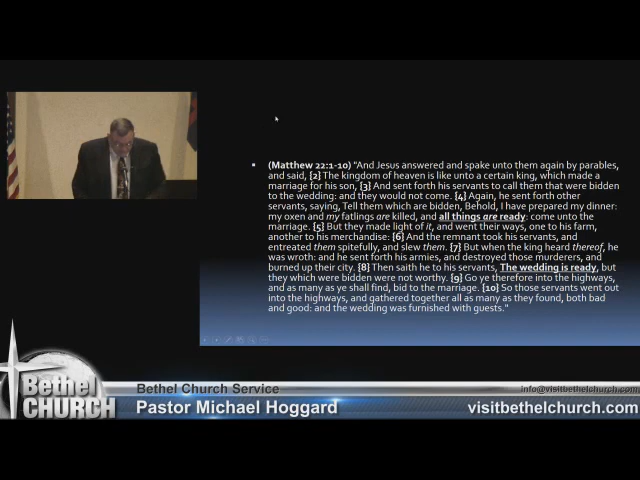 (Matthew 22:1-10) "And Jesus answered and spake unto them again by parables,
and said, {2} The kingdom of heaven is like unto a certain king, which made a
marriage for his son, {3} And sent forth his servants to call them that were bidden
to the wedding: and they would not come. {4} Again, he sent forth other
servants, saying, Tell them which are bidden, Behold, I have prepared my dinner:
my oxen and my fatlings are killed, and all things are ready: come unto the
marriage. {5} But they made light of it, and went their ways, one to his farm,
another to his merchandise: {6} And the remnant took his servants, and
entreated them spitefully, and slew them. {7} But when the king heard thereof, he
was wroth: and he sent forth his armies, and destroyed those murderers, and
burned up their city. {8} Then saith he to his servants, The wedding is ready, but
they which were bidden were not worthy. {9} Go ye therefore into the highways,
and as many as ye shall find, bid to the marriage. {10} So those servants went out
into the highways, and gathered together all as many as they found, both bad
and good: and the wedding was furnished with guests."
Bethel
CHURCH
Bethel Church Service
info@visitbethelchurch.com
Pastor Michael Hoggard
visitbethelchurch.com